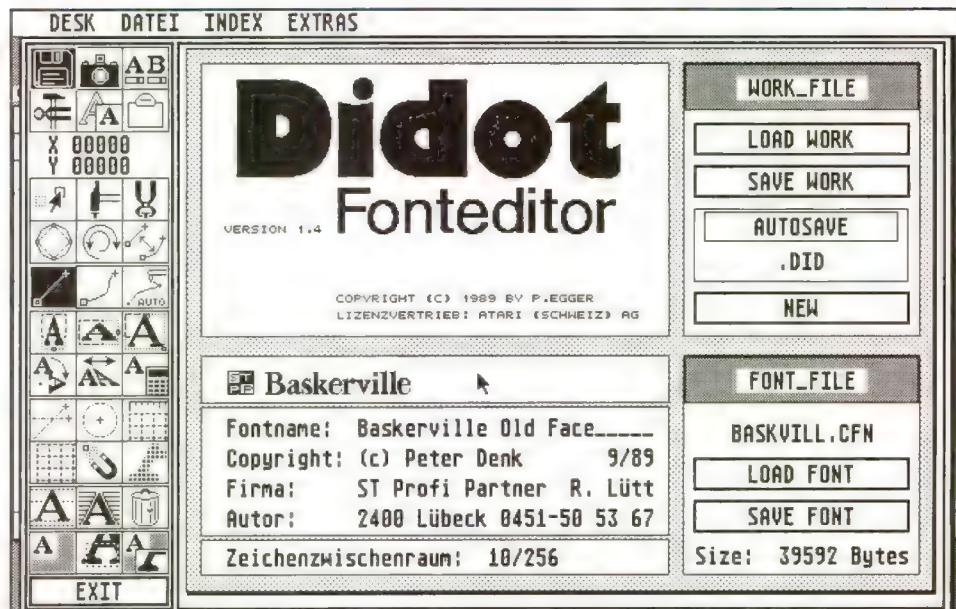 DESK DATEI INDEX EXTRAS
AB
A A
X 00000
Y 00000
AUTO
A A A
A A A A
A A
A A A
EXIT
Didot
Fonteditor
VERSION 1.4
COPYRIGHT (C) 1989 BY P.EGGER
LIZENZVERTRIEB: ATARI (SCHWEIZ) AG
ST PP Baskerville
Fontname: Baskerville Old Face_____
Copyright: (c) Peter Denk 9/89
Firma: ST Profi Partner R. Lütt
Autor: 2400 Lübeck 0451-50 53 67
Zeichenzwischenraum: 10/256
WORK_FILE
LOAD WORK
SAVE WORK
AUTOSAVE
.DID
NEW
FONT_FILE
BASKVILL.CFN
LOAD FONT
SAVE FONT
Size: 39592 Bytes